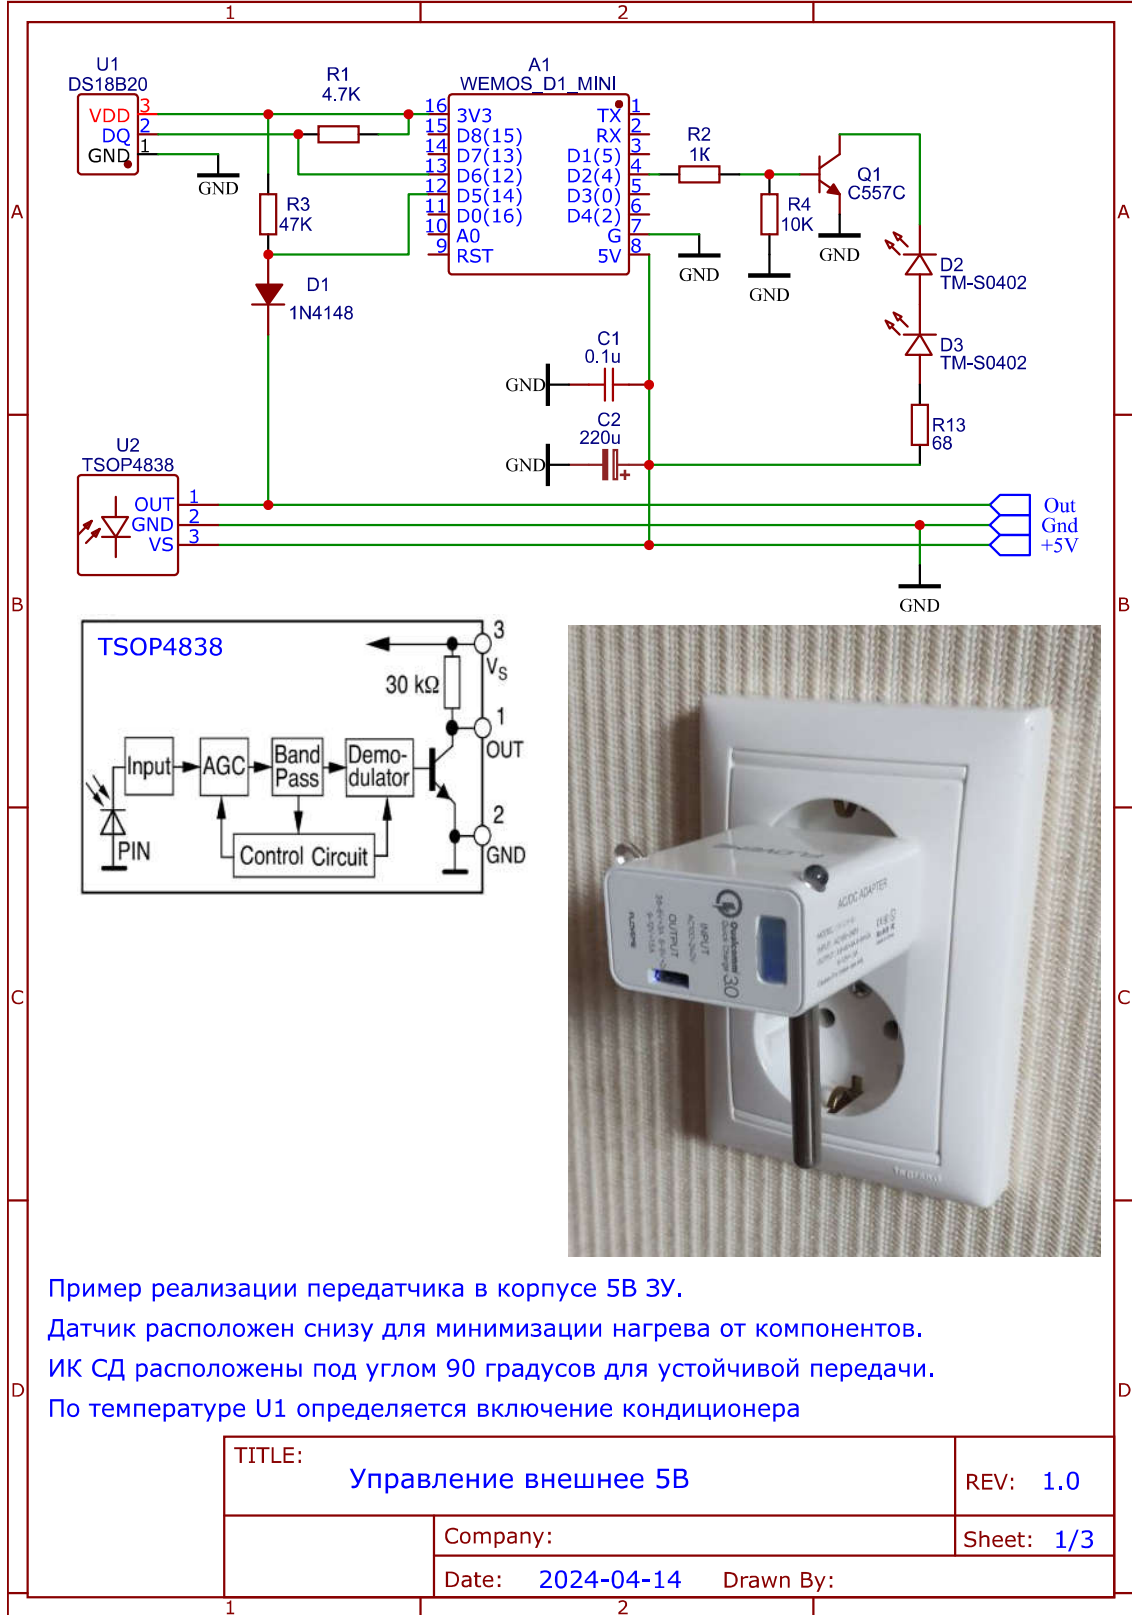 1
2
U1
DS18B20
VDD 3
DQ 2
GND 1
GND
R1
4.7K
R3
47K
D1
1N4148
A1
WEMOS_D1_MINI
16 3V3
15 D8(15)
14 D7(13)
13 D6(12)
12 D5(14)
11 D0(16)
10 A0
9 RST
TX 1
RX 2
D1(5) 3
D2(4) 4
D3(0) 5
D4(2) 6
G 7
5V 8
R2
1K
R4
10K
GND
GND
Q1
C557C
GND
D2
TM-S0402
D3
TM-S0402
R13
68
C1
0.1u
GND
C2
220u
GND
+
U2
TSOP4838
OUT 1
GND 2
VS 3
Out
Gnd
+5V
GND
A
A
B
B
C
C
D
D
TSOP4838
3
VS
30 kΩ
1
OUT
Input
AGC
Band
Pass
Demo-
dulator
2
GND
Control Circuit
PIN
AC/DC ADAPTER
Qualcomm
Quick Charge 3.0
INPUT
OUTPUT
Пример реализации передатчика в корпусе 5В ЗУ.
Датчик расположен снизу для минимизации нагрева от компонентов.
ИК СД расположены под углом 90 градусов для устойчивой передачи.
По температуре U1 определяется включение кондиционера
TITLE:
Управление внешнее 5В
REV: 1.0
Company:
Sheet: 1/3
Date: 2024-04-14
Drawn By:
1
2